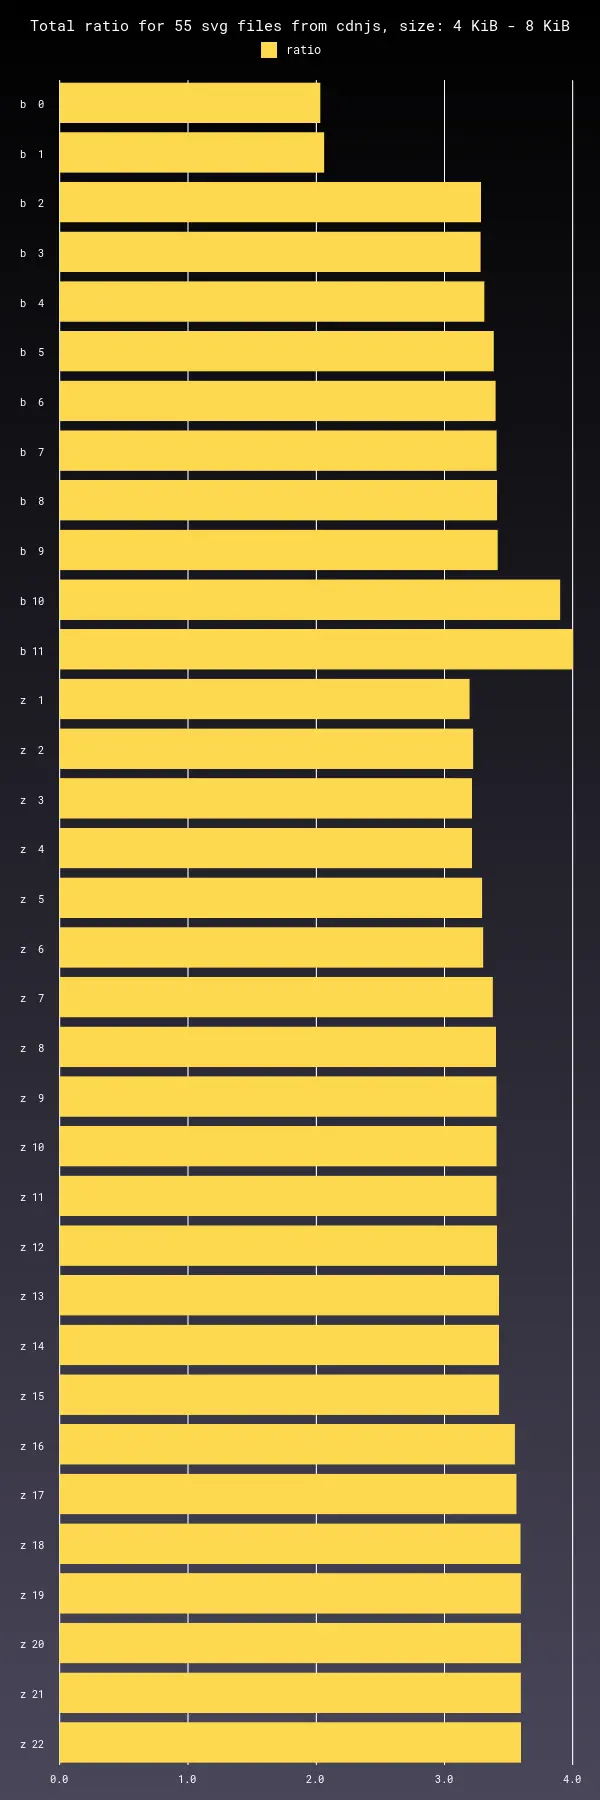 Total ratio for 55 svg files from cdnjs, size: 4 KiB - 8 KiB
ratio
b 0
b 1
b 2
b 3
b 4
b 5
b 6
b 7
b 8
b 9
b 10
b 11
z 1
z 2
z 3
z 4
z 5
z 6
z 7
z 8
z 9
z 10
z 11
z 12
z 13
z 14
z 15
z 16
z 17
z 18
z 19
z 20
z 21
z 22
0.0 1.0 2.0 3.0 4.0